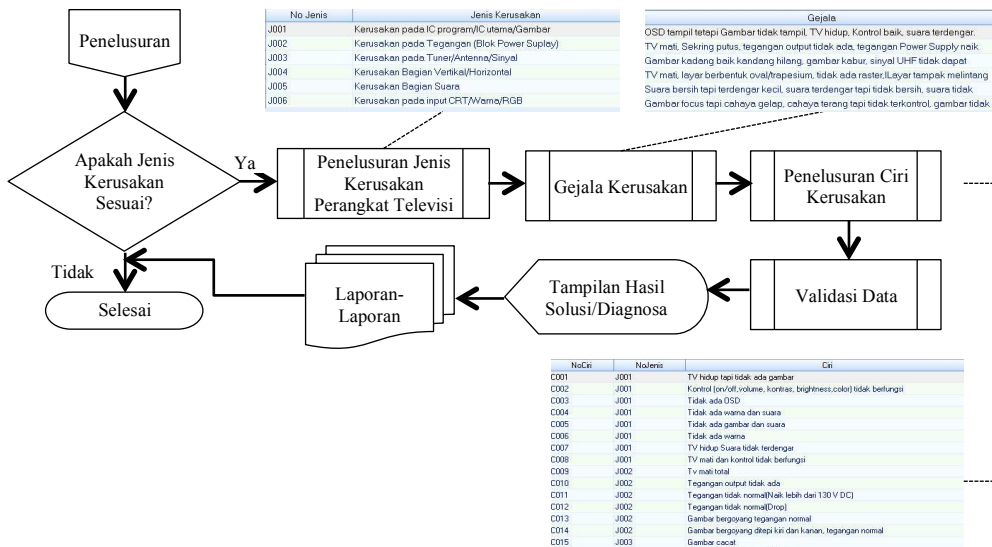 Penelusuran
No Jenis Jenis Kerusakan
J001 Kerusakan pada IC program/IC utama/Gambar
J002 Kerusakan pada Tegangan (Blok Power Suplay)
J003 Kerusakan pada Tuner/Antenna/Sinyal
J004 Kerusakan Bagian Vertikal/Horizontal
J005 Kerusakan Bagian Suara
J006 Kerusakan pada input CRT/Warna/RGB
Gejala
OSD tampil tetapi Gambar tidak tampil, TV hidup, Kontrol baik, suara terdengar.
TV mati, Sekring putus, tegangan output tidak ada, tegangan Power Supply naik
Gambar kadang baik kandang hilang, gambar kabur, sinyal UHF tidak dapat
TV mati, layar berbentuk oval/trapesium, tidak ada raster,lLayar tampak melintang
Suara bersih tapi terdengar kecil, suara terdengar tapi tidak bersih, suara tidak
Gambar focus tapi cahaya gelap, cahaya terang tapi tidak terkontrol, gambar tidak
Apakah Jenis
Kerusakan
Sesuai?
Ya
Penelusuran Jenis
Kerusakan
Perangkat Televisi
Gejala Kerusakan
Penelusuran Ciri
Kerusakan
Validasi Data
Tampilan Hasil
Solusi/Diagnosa
Laporan-
Laporan
Tidak
Selesai
NoCiri NoJenis Ciri
C001 J001 TV hidup tapi tidak ada gambar
C002 J001 Kontrol (on/off,volume, kontras, brightness,color) tidak berfungsi
C003 J001 Tidak ada OSD
C004 J001 Tidak ada warna dan suara
C005 J001 Tidak ada gambar dan suara
C006 J001 Tidak ada warna
C007 J001 TV hidup Suara tidak terdengar
C008 J001 TV mati dan kontrol tidak berfungsi
C009 J002 Tv mati total
C010 J002 Tegangan output tidak ada
C011 J002 Tegangan tidak normal(Naik lebih dari 130 V DC)
C012 J002 Tegangan tidak normal(Drop)
C013 J002 Gambar bergoyang tegangan normal
C014 J002 Gambar bergoyang ditepi kiri dan kanan, tegangan normal
C015 J003 Gambar cacat